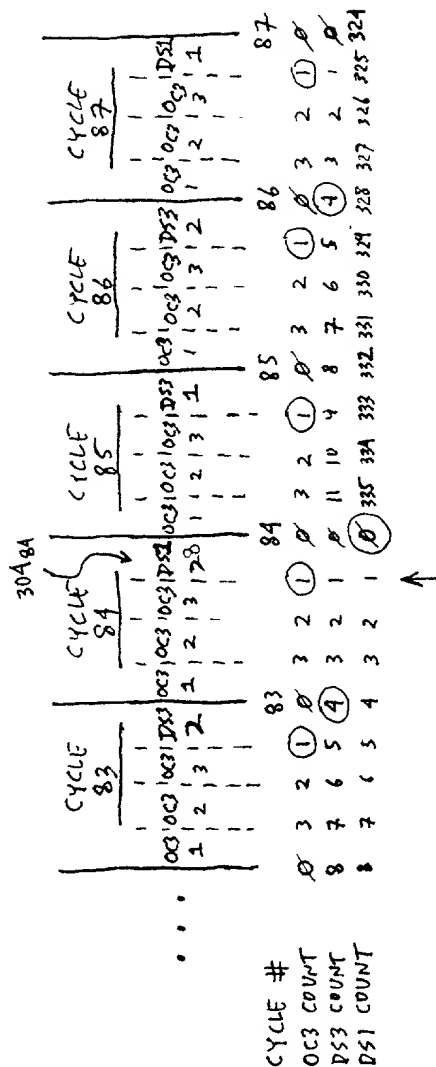 304₈₄
CYCLE CYCLE CYCLE CYCLE CYCLE
83 84 85 86 87
... OC3 OC3 OC3 DS3 OC3 OC3 OC3 DS1 OC3 OC3 OC3 DS3 OC3 OC3 OC3 DS3 OC3 OC3 OC3 DS1
1 2 3 2 1 2 3 28 1 2 3 1 1 2 3 2 1 2 3 1
CYCLE # 83 84 85 86 87
OC3 COUNT Ø 3 2 1 Ø 3 2 1 Ø 3 2 1 Ø 3 2 1 Ø 3 2 1 Ø
DS3 COUNT 8 7 6 5 4 3 2 1 Ø 11 10 4 8 7 6 5 4 3 2 1 Ø
DS1 COUNT 8 7 6 5 4 3 2 1 Ø 335 334 333 332 331 330 329 328 327 326 325 324